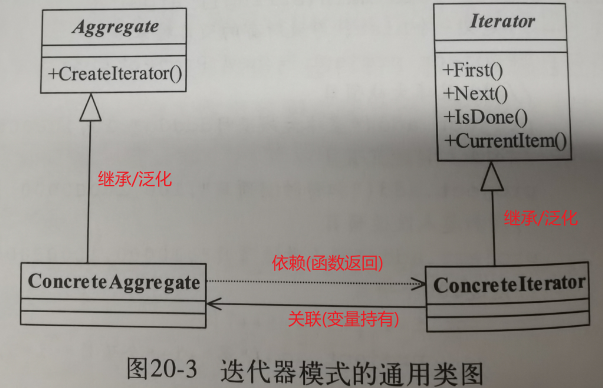 Aggregate
+CreateIterator()
Iterator
+First()
+Next()
+IsDone()
+CurrentItem()
继承/泛化
继承/泛化
依赖(函数返回)
ConcreteAggregate
ConcreteIterator
关联(变量持有)
图20-3 迭代器模式的通用类图